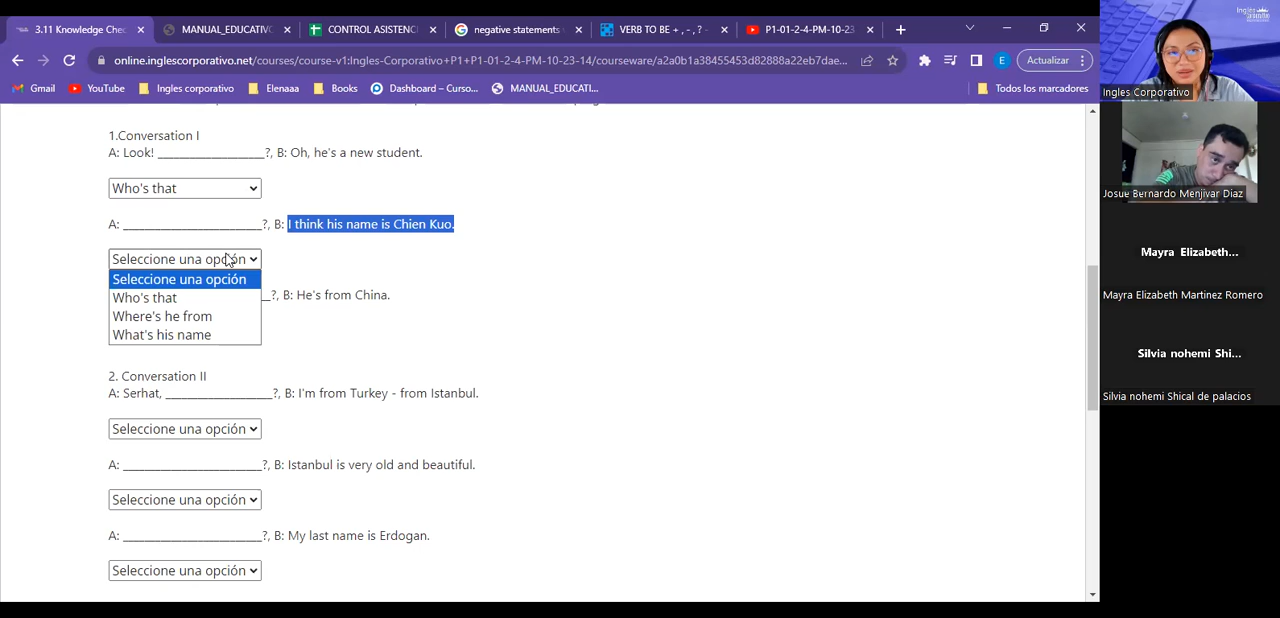 3.11 Knowledge Chec
MANUAL_EDUCATIV
CONTROL ASISTENC
negative statements
VERB TO BE + , - , ? -
P1-01-2-4-PM-10-23
online.inglescorporativo.net/courses/course-v1:Ingles-Corporativo+P1+P1-01-2-4-PM-10-23-14/courseware/a2a0b1a38455453d82888a22eb7dae...
E
Actualizar
Gmail
YouTube
Ingles corporativo
Elenaaa
Books
Dashboard – Curso...
MANUAL_EDUCATI...
Todos los marcadores
1.Conversation I
A: Look! ____________________?, B: Oh, he's a new student.
Who's that
A: __________________________?, B: I think his name is Chien Kuo.
Seleccione una opción
Seleccione una opción
Who's that
Where's he from
What's his name
_?, B: He's from China.
2. Conversation II
A: Serhat, ____________________?, B: I'm from Turkey - from Istanbul.
Seleccione una opción
A: __________________________?, B: Istanbul is very old and beautiful.
Seleccione una opción
A: __________________________?, B: My last name is Erdogan.
Seleccione una opción
Ingles Corporativo
Josue Bernardo Menjivar Diaz
Mayra Elizabeth...
Mayra Elizabeth Martinez Romero
Silvia nohemi Shi...
Silvia nohemi Shical de palacios